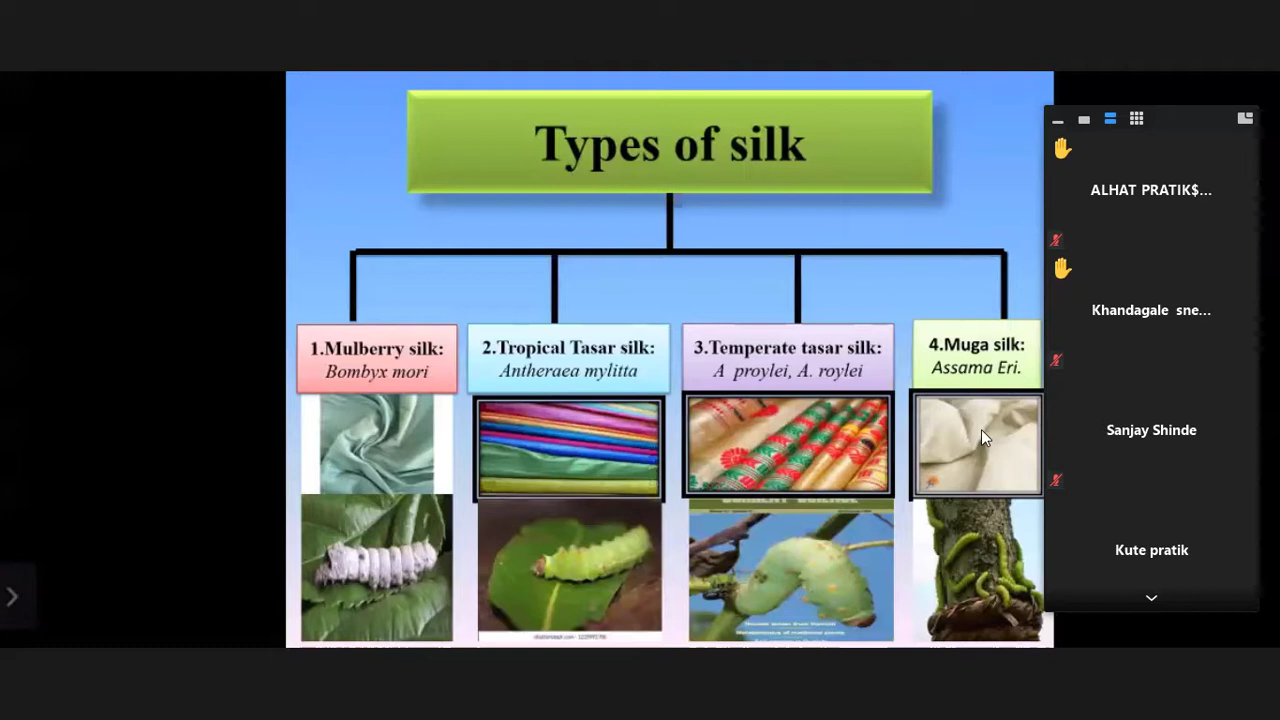 Types of silk
1.Mulberry silk:
Bombyx mori
2.Tropical Tasar silk:
Antheraea mylitta
3.Temperate tasar silk:
A proylei, A. roylei
4.Muga silk:
Assama Eri.
ALHAT PRATIK$...
Khandagale sne...
Sanjay Shinde
Kute pratik